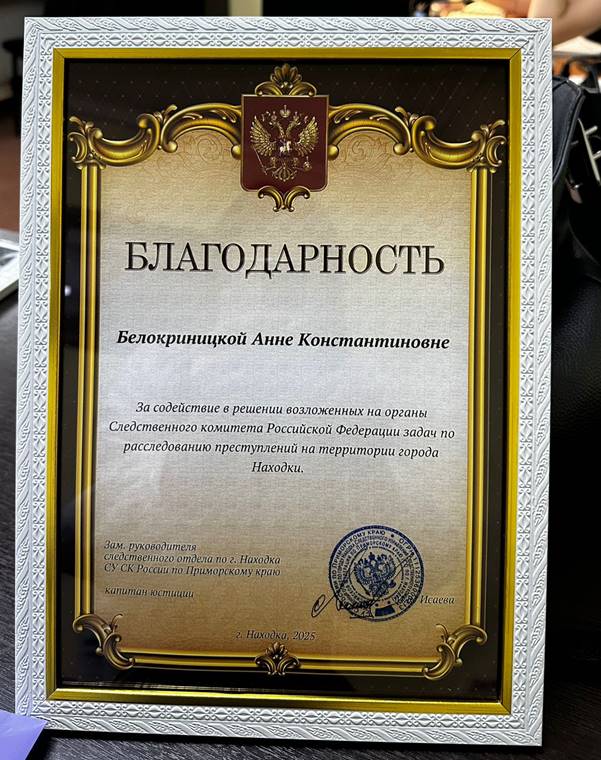 БЛАГОДАРНОСТЬ
Белокриницкой Анне Константиновне
За содействие в решении возложенных на органы
Следственного комитета Российской Федерации задач по
расследованию преступлений на территории города
Находки.
Зам. руководителя
следственного отдела по г. Находка
СУ СК России по Приморскому краю
капитан юстиции
Исаева
г. Находка, 2025